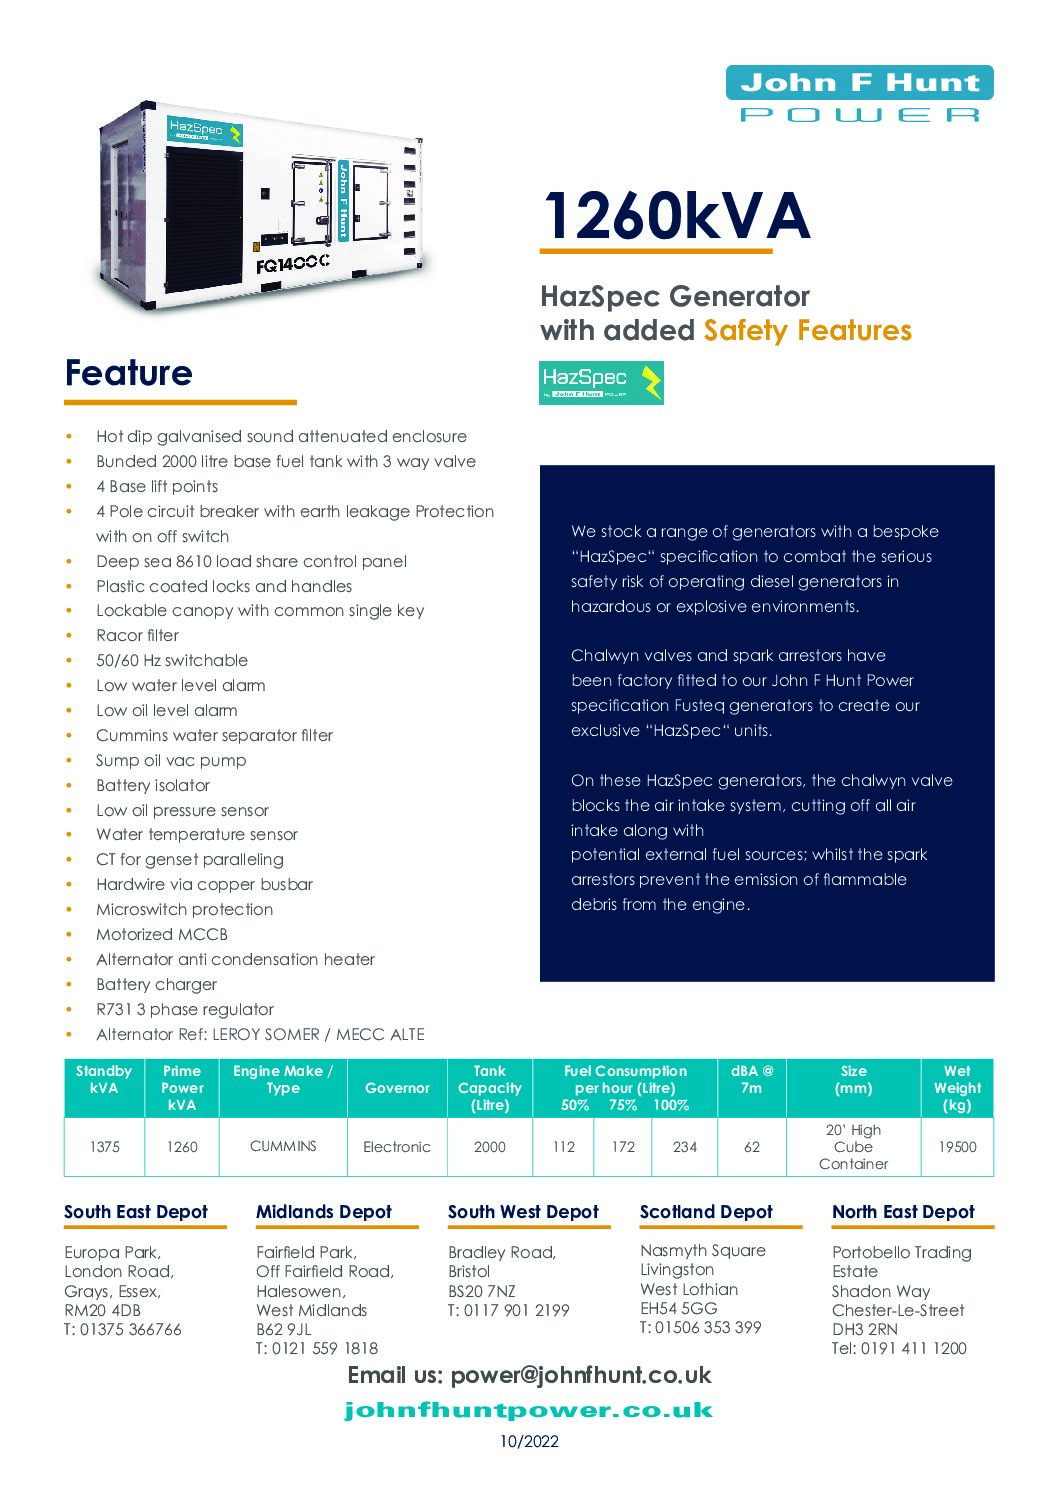 John F Hunt
POWER
HazSpec
John F Hunt
FQ1400C
1260kVA
HazSpec Generator
with added Safety Features
HazSpec
by John F Hunt POWER
Feature
• Hot dip galvanised sound attenuated enclosure
• Bunded 2000 litre base fuel tank with 3 way valve
• 4 Base lift points
• 4 Pole circuit breaker with earth leakage Protection
with on off switch
• Deep sea 8610 load share control panel
• Plastic coated locks and handles
• Lockable canopy with common single key
• Racor filter
• 50/60 Hz switchable
• Low water level alarm
• Low oil level alarm
• Cummins water separator filter
• Sump oil vac pump
• Battery isolator
• Low oil pressure sensor
• Water temperature sensor
• CT for genset paralleling
• Hardwire via copper busbar
• Microswitch protection
• Motorized MCCB
• Alternator anti condensation heater
• Battery charger
• R731 3 phase regulator
• Alternator Ref: LEROY SOMER / MECC ALTE
We stock a range of generators with a bespoke
“HazSpec“ specification to combat the serious
safety risk of operating diesel generators in
hazardous or explosive environments.
Chalwyn valves and spark arrestors have
been factory fitted to our John F Hunt Power
specification Fusteq generators to create our
exclusive “HazSpec“ units.
On these HazSpec generators, the chalwyn valve
blocks the air intake system, cutting off all air
intake along with
potential external fuel sources; whilst the spark
arrestors prevent the emission of flammable
debris from the engine.
Standby kVA | Prime Power kVA | Engine Make / Type | Governor | Tank Capacity (Litre) | Fuel Consumption per hour (Litre) 50% 75% 100% | dBA @ 7m | Size (mm) | Wet Weight (kg)
1375 | 1260 | CUMMINS | Electronic | 2000 | 112 | 172 | 234 | 62 | 20’ High Cube Container | 19500
South East Depot
Europa Park,
London Road,
Grays, Essex,
RM20 4DB
T: 01375 366766
Midlands Depot
Fairfield Park,
Off Fairfield Road,
Halesowen,
West Midlands
B62 9JL
T: 0121 559 1818
South West Depot
Bradley Road,
Bristol
BS20 7NZ
T: 0117 901 2199
Scotland Depot
Nasmyth Square
Livingston
West Lothian
EH54 5GG
T: 01506 353 399
North East Depot
Portobello Trading
Estate
Shadon Way
Chester-Le-Street
DH3 2RN
Tel: 0191 411 1200
Email us: power@johnfhunt.co.uk
johnfhuntpower.co.uk
10/2022